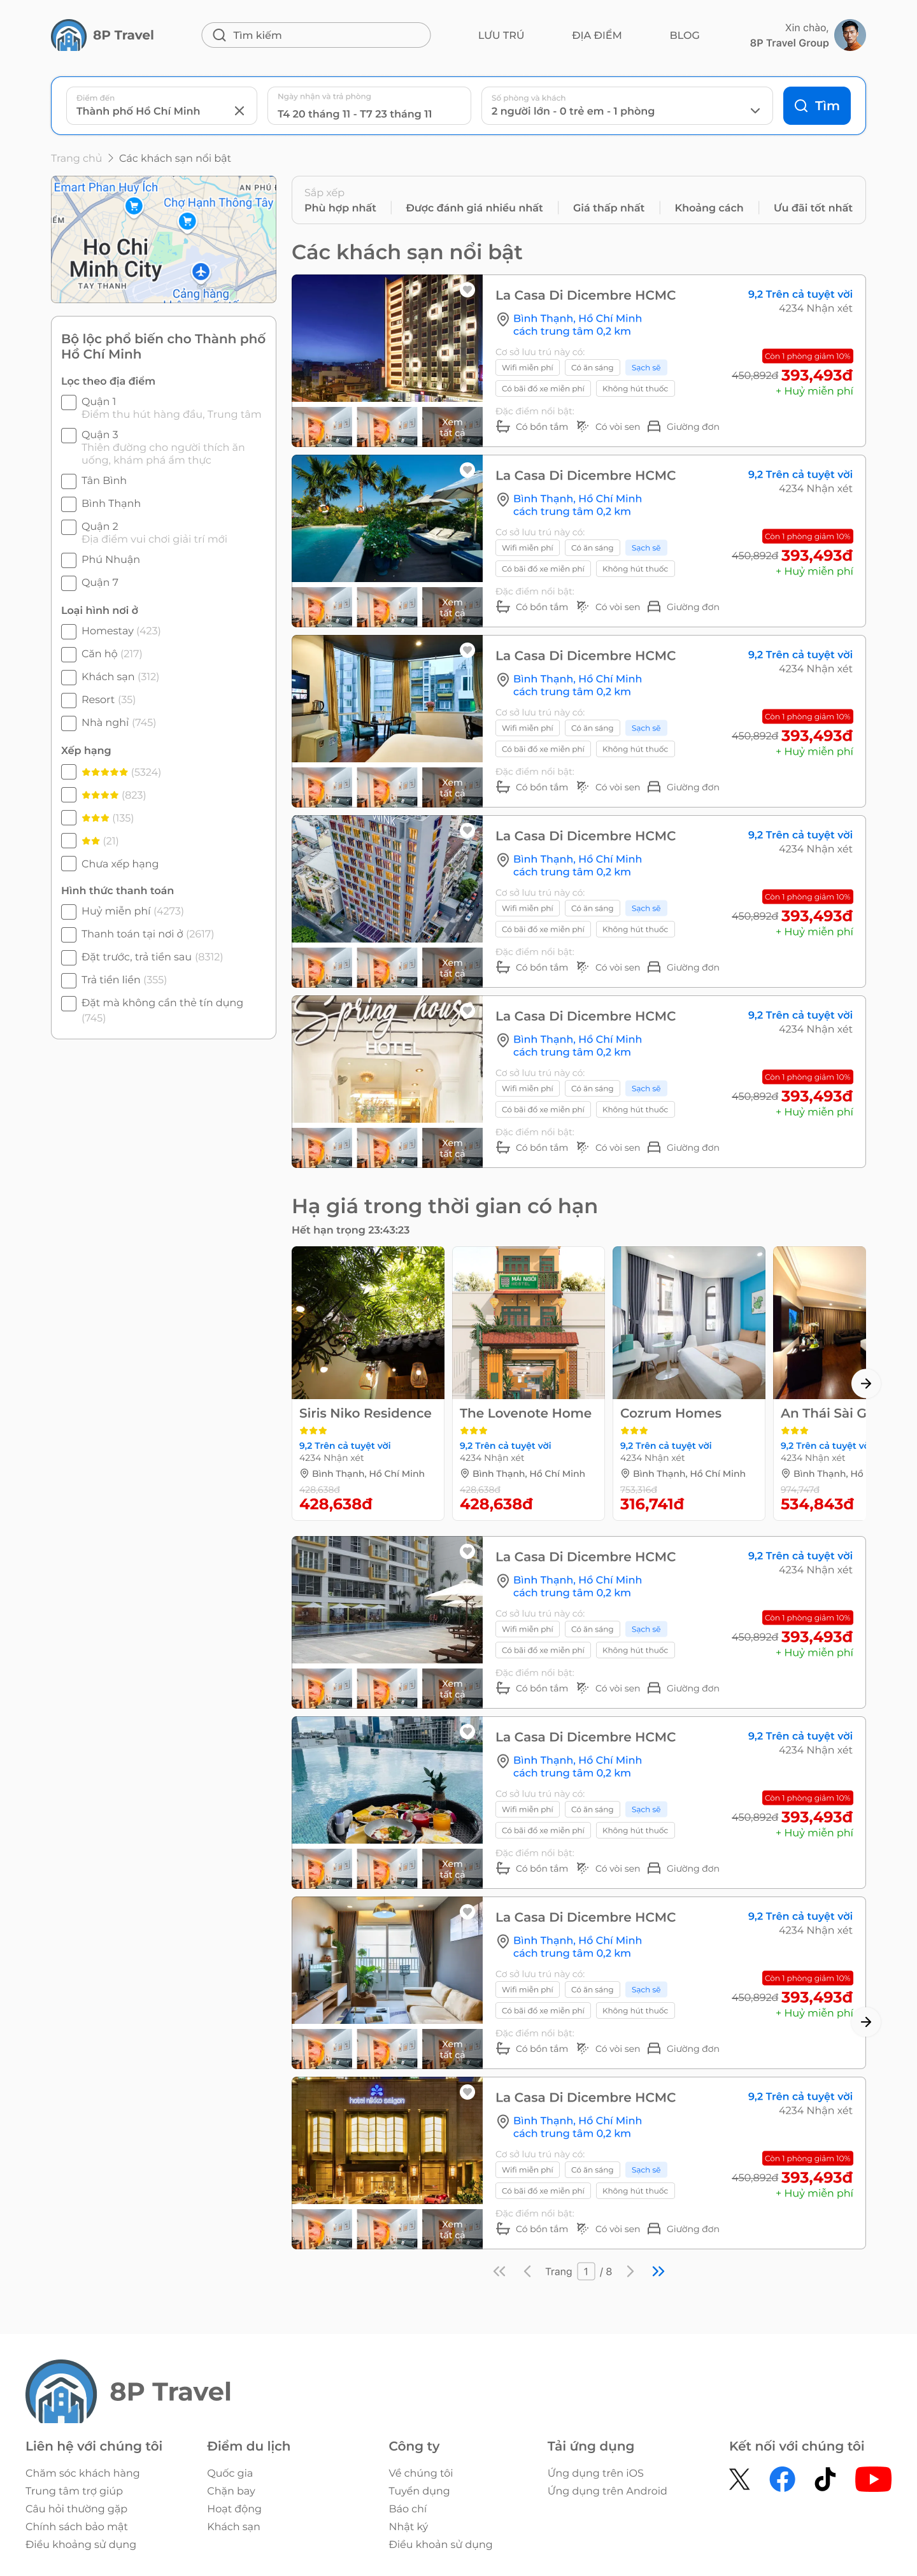 8P Travel
Tìm kiếm
LƯU TRÚ
ĐỊA ĐIỂM
BLOG
Xin chào,
8P Travel Group
Điểm đến
Thành phố Hồ Chí Minh
Ngày nhận và trả phòng
T4 20 tháng 11 - T7 23 tháng 11
Số phòng và khách
2 người lớn - 0 trẻ em - 1 phòng
Tìm
Trang chủ > Các khách sạn nổi bật
Emart Phan Huy Ích
AN PHÚ
Chợ Hạnh Thông Tây
Ho Chi
Minh City
TÂY THẠNH
Cảng hàng
Bộ lọc phổ biến cho Thành phố
Hồ Chí Minh
Lọc theo địa điểm
Quận 1
Điểm thu hút hàng đầu, Trung tâm
Quận 3
Thiên đường cho người thích ăn
uống, khám phá ẩm thực
Tân Bình
Bình Thạnh
Quận 2
Địa điểm vui chơi giải trí mới
Phú Nhuận
Quận 7
Loại hình nơi ở
Homestay (423)
Căn hộ (217)
Khách sạn (312)
Resort (35)
Nhà nghỉ (745)
Xếp hạng
(5324)
(823)
(135)
(21)
Chưa xếp hạng
Hình thức thanh toán
Huỷ miễn phí (4273)
Thanh toán tại nơi ở (2617)
Đặt trước, trả tiền sau (8312)
Trả tiền liền (355)
Đặt mà không cần thẻ tín dụng
(745)
Sắp xếp
Phù hợp nhất
Được đánh giá nhiều nhất
Giá thấp nhất
Khoảng cách
Ưu đãi tốt nhất
Các khách sạn nổi bật
La Casa Di Dicembre HCMC
9,2 Trên cả tuyệt vời
4234 Nhận xét
Bình Thạnh, Hồ Chí Minh
cách trung tâm 0,2 km
Cơ sở lưu trú này có:
Wifi miễn phí
Có ăn sáng
Sạch sẽ
Có bãi đỗ xe miễn phí
Không hút thuốc
Còn 1 phòng giảm 10%
450,892đ 393,493đ
+ Huỷ miễn phí
Xem
tất cả
Đặc điểm nổi bật:
Có bồn tắm
Có vòi sen
Giường đơn
La Casa Di Dicembre HCMC
9,2 Trên cả tuyệt vời
4234 Nhận xét
Bình Thạnh, Hồ Chí Minh
cách trung tâm 0,2 km
Cơ sở lưu trú này có:
Wifi miễn phí
Có ăn sáng
Sạch sẽ
Có bãi đỗ xe miễn phí
Không hút thuốc
Còn 1 phòng giảm 10%
450,892đ 393,493đ
+ Huỷ miễn phí
Xem
tất cả
Đặc điểm nổi bật:
Có bồn tắm
Có vòi sen
Giường đơn
La Casa Di Dicembre HCMC
9,2 Trên cả tuyệt vời
4234 Nhận xét
Bình Thạnh, Hồ Chí Minh
cách trung tâm 0,2 km
Cơ sở lưu trú này có:
Wifi miễn phí
Có ăn sáng
Sạch sẽ
Có bãi đỗ xe miễn phí
Không hút thuốc
Còn 1 phòng giảm 10%
450,892đ 393,493đ
+ Huỷ miễn phí
Xem
tất cả
Đặc điểm nổi bật:
Có bồn tắm
Có vòi sen
Giường đơn
WINK
La Casa Di Dicembre HCMC
9,2 Trên cả tuyệt vời
4234 Nhận xét
Bình Thạnh, Hồ Chí Minh
cách trung tâm 0,2 km
Cơ sở lưu trú này có:
Wifi miễn phí
Có ăn sáng
Sạch sẽ
Có bãi đỗ xe miễn phí
Không hút thuốc
Còn 1 phòng giảm 10%
450,892đ 393,493đ
+ Huỷ miễn phí
Xem
tất cả
Đặc điểm nổi bật:
Có bồn tắm
Có vòi sen
Giường đơn
Spring house
HOTEL
La Casa Di Dicembre HCMC
9,2 Trên cả tuyệt vời
4234 Nhận xét
Bình Thạnh, Hồ Chí Minh
cách trung tâm 0,2 km
Cơ sở lưu trú này có:
Wifi miễn phí
Có ăn sáng
Sạch sẽ
Có bãi đỗ xe miễn phí
Không hút thuốc
Còn 1 phòng giảm 10%
450,892đ 393,493đ
+ Huỷ miễn phí
Xem
tất cả
Đặc điểm nổi bật:
Có bồn tắm
Có vòi sen
Giường đơn
Hạ giá trong thời gian có hạn
Hết hạn trọng 23:43:23
Siris Niko Residence
9,2 Trên cả tuyệt vời
4234 Nhận xét
Bình Thạnh, Hồ Chí Minh
428,638đ
428,638đ
MÁI NGÓI
HOSTEL
The Lovenote Home
9,2 Trên cả tuyệt vời
4234 Nhận xét
Bình Thạnh, Hồ Chí Minh
428,638đ
428,638đ
Cozrum Homes
9,2 Trên cả tuyệt vời
4234 Nhận xét
Bình Thạnh, Hồ Chí Minh
753,316đ
316,741đ
An Thái Sài G
9,2 Trên cả tuyệt vờ
4234 Nhận xét
Bình Thạnh, Hồ
974,747đ
534,843đ
La Casa Di Dicembre HCMC
9,2 Trên cả tuyệt vời
4234 Nhận xét
Bình Thạnh, Hồ Chí Minh
cách trung tâm 0,2 km
Cơ sở lưu trú này có:
Wifi miễn phí
Có ăn sáng
Sạch sẽ
Có bãi đỗ xe miễn phí
Không hút thuốc
Còn 1 phòng giảm 10%
450,892đ 393,493đ
+ Huỷ miễn phí
Xem
tất cả
Đặc điểm nổi bật:
Có bồn tắm
Có vòi sen
Giường đơn
La Casa Di Dicembre HCMC
9,2 Trên cả tuyệt vời
4234 Nhận xét
Bình Thạnh, Hồ Chí Minh
cách trung tâm 0,2 km
Cơ sở lưu trú này có:
Wifi miễn phí
Có ăn sáng
Sạch sẽ
Có bãi đỗ xe miễn phí
Không hút thuốc
Còn 1 phòng giảm 10%
450,892đ 393,493đ
+ Huỷ miễn phí
Xem
tất cả
Đặc điểm nổi bật:
Có bồn tắm
Có vòi sen
Giường đơn
La Casa Di Dicembre HCMC
9,2 Trên cả tuyệt vời
4234 Nhận xét
Bình Thạnh, Hồ Chí Minh
cách trung tâm 0,2 km
Cơ sở lưu trú này có:
Wifi miễn phí
Có ăn sáng
Sạch sẽ
Có bãi đỗ xe miễn phí
Không hút thuốc
Còn 1 phòng giảm 10%
450,892đ 393,493đ
+ Huỷ miễn phí
Xem
tất cả
Đặc điểm nổi bật:
Có bồn tắm
Có vòi sen
Giường đơn
hotel nikko saigon
La Casa Di Dicembre HCMC
9,2 Trên cả tuyệt vời
4234 Nhận xét
Bình Thạnh, Hồ Chí Minh
cách trung tâm 0,2 km
Cơ sở lưu trú này có:
Wifi miễn phí
Có ăn sáng
Sạch sẽ
Có bãi đỗ xe miễn phí
Không hút thuốc
Còn 1 phòng giảm 10%
450,892đ 393,493đ
+ Huỷ miễn phí
Xem
tất cả
Đặc điểm nổi bật:
Có bồn tắm
Có vòi sen
Giường đơn
Trang 1 / 8
8P Travel
Liên hệ với chúng tôi
Chăm sóc khách hàng
Trung tâm trợ giúp
Câu hỏi thường gặp
Chính sách bảo mật
Điều khoảng sử dụng
Điểm du lịch
Quốc gia
Chặn bay
Hoạt động
Khách sạn
Công ty
Về chúng tôi
Tuyển dụng
Báo chí
Nhật ký
Điều khoản sử dụng
Tải ứng dụng
Ứng dụng trên iOS
Ứng dụng trên Android
Kết nối với chúng tôi